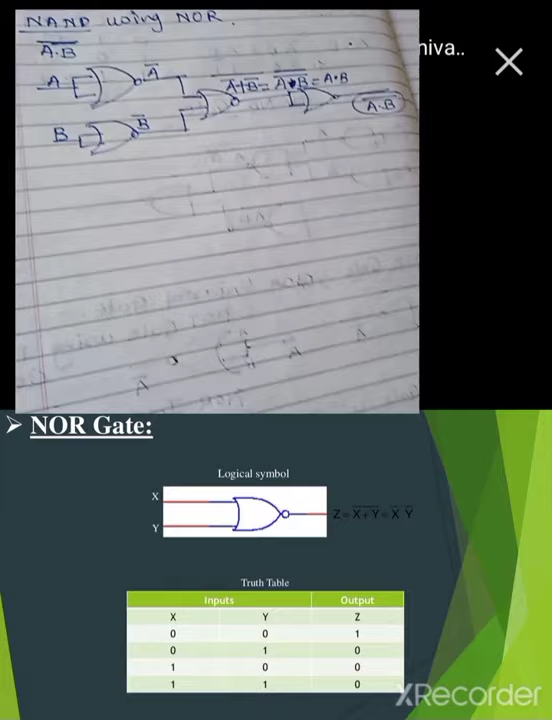 NAND using NOR.
A̅.̅B̅
A A̅ A̅+B̅ = A̅•B̅ = A•B
B B̅ A̅.̅B̅
niva..
➤ NOR Gate:
Logical symbol
X
Y
Z = X + Y = X Y
Truth Table
Inputs Output
X Y Z
0 0 1
0 1 0
1 0 0
1 1 0
XRecorder